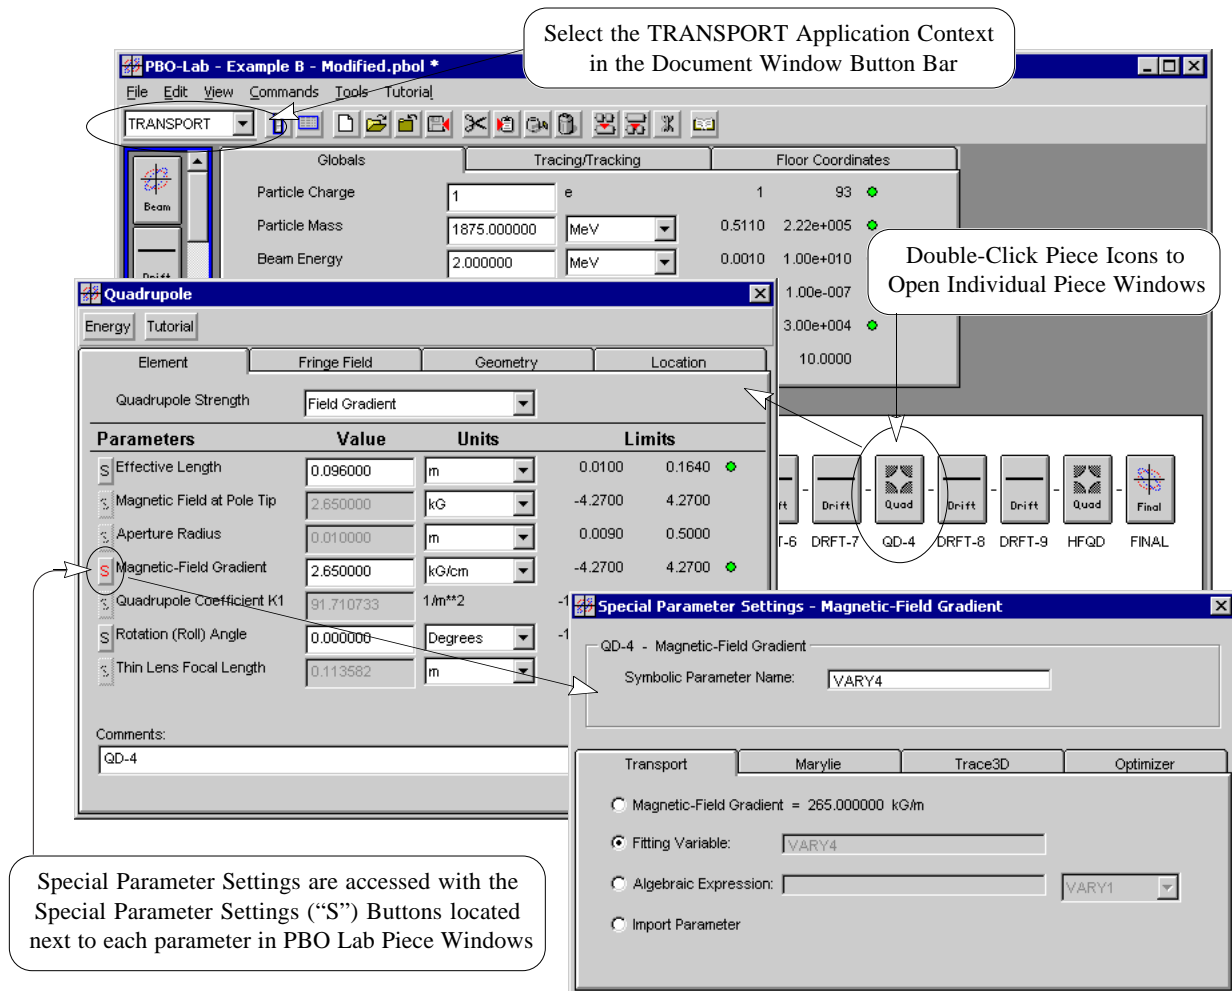 Select the TRANSPORT Application Context
in the Document Window Button Bar
PBO-Lab - Example B - Modified.pbol *
File Edit View Commands Tools Tutorial
TRANSPORT
Beam
Globals Tracing/Tracking Floor Coordinates
Particle Charge 1 e 1 93
Particle Mass 1875.000000 MeV 0.5110 2.22e+005
Beam Energy 2.000000 MeV 0.0010 1.00e+010
1.00e-007
3.00e+004
10.0000
Double-Click Piece Icons to
Open Individual Piece Windows
Quadrupole
Energy Tutorial
Element Fringe Field Geometry Location
Quadrupole Strength Field Gradient
Parameters Value Units Limits
S Effective Length 0.096000 m 0.0100 0.1640
S Magnetic Field at Pole Tip 2.650000 kG -4.2700 4.2700
S Aperture Radius 0.010000 m 0.0090 0.5000
S Magnetic-Field Gradient 2.650000 kG/cm -4.2700 4.2700
S Quadrupole Coefficient K1 91.710733 1/m**2 -1
S Rotation (Roll) Angle 0.000000 Degrees -1
S Thin Lens Focal Length 0.113582 m
Comments:
QD-4
ft Drift Quad Drift Drift Quad Final
T-6 DRFT-7 QD-4 DRFT-8 DRFT-9 HFQD FINAL
Special Parameter Settings - Magnetic-Field Gradient
QD-4 - Magnetic-Field Gradient
Symbolic Parameter Name: VARY4
Transport Marylie Trace3D Optimizer
Magnetic-Field Gradient = 265.000000 kG/m
Fitting Variable: VARY4
Algebraic Expression: VARY1
Import Parameter
Special Parameter Settings are accessed with the
Special Parameter Settings (“S”) Buttons located
next to each parameter in PBO Lab Piece Windows